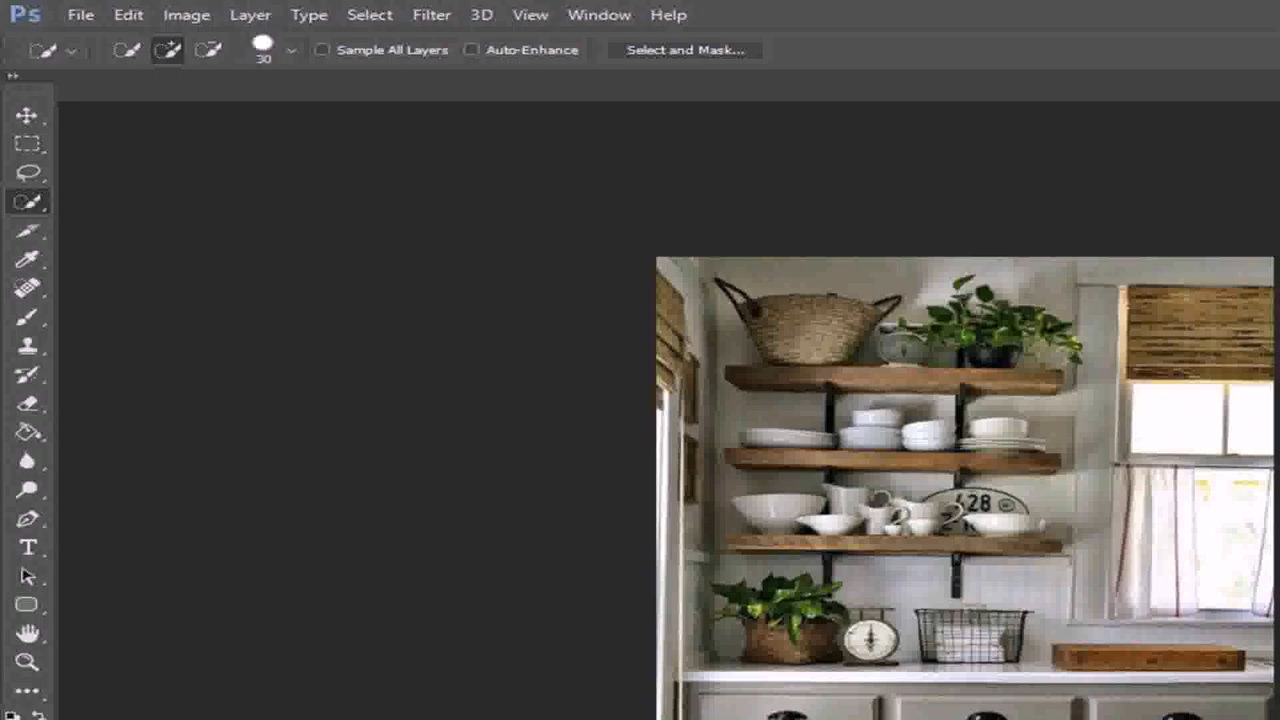 Ps File Edit Image Layer Type Select Filter 3D View Window Help
30 Sample All Layers Auto-Enhance Select and Mask...
T
428